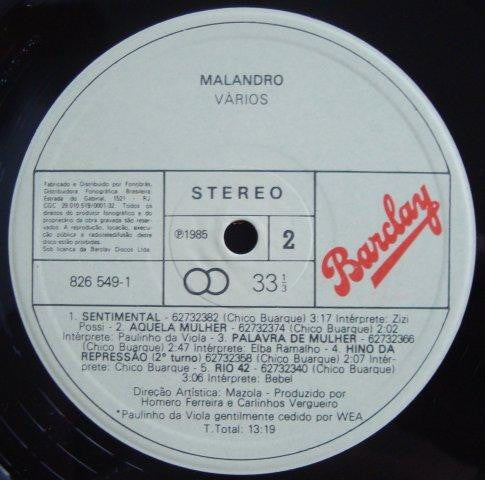 MALANDRO
VÁRIOS
Fabricado e Distribuído por Fonobrás,
Distribuidora Fonográfica Brasileira.
Estrada do Gabinal, 1521 - RJ.
CGC 29.010.519/0001-32. Todos os
direitos do produtor fonográfico e do
proprietário da obra gravada são reser-
vados. A reprodução, locação, execu-
ção pública e radioteledifusão deste
disco estão proibidas.
Sob licença da Barclay Discos Ltda.
STEREO
℗1985
2
Barclay
826 549-1
33 1/3
1. SENTIMENTAL - 62732382 (Chico Buarque) 3:17 Intérprete: Zizi
Possi - 2. AQUELA MULHER - 62732374 (Chico Buarque) 2:02
Intérprete: Paulinho da Viola* - 3. PALAVRA DE MULHER - 62732366
(Chico Buarque) 2:47 Intérprete: Elba Ramalho - 4. HINO DA
REPRESSÃO (2º turno) 62732358 (Chico Buarque) 2:07 Intér-
prete: Chico Buarque - 5. RIO 42 - 62732340 (Chico Buarque)
3:06 Intérprete: Bebel
Direção Artística: Mazola - Produzido por
Homero Ferreira e Carlinhos Vergueiro
*Paulinho da Viola gentilmente cedido por WEA
T.Total: 13:19